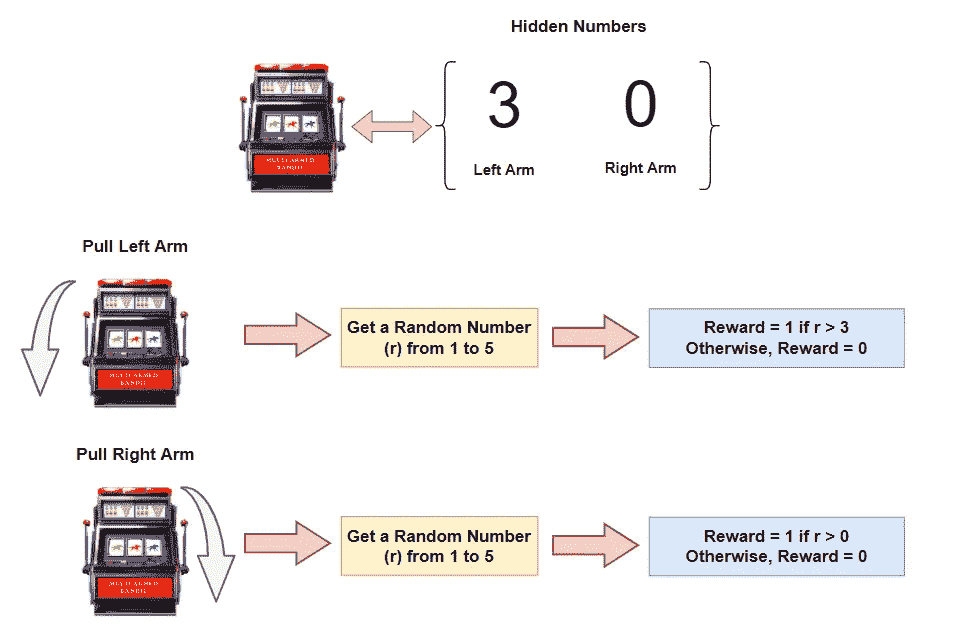 Hidden Numbers
3 0
Left Arm Right Arm
Pull Left Arm
Get a Random Number
(r) from 1 to 5
Reward = 1 if r > 3
Otherwise, Reward = 0
Pull Right Arm
Get a Random Number
(r) from 1 to 5
Reward = 1 if r > 0
Otherwise, Reward = 0